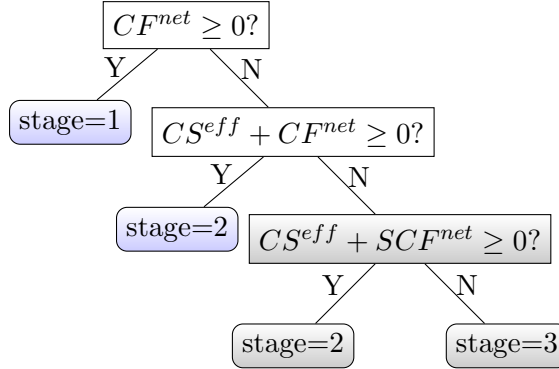 CF^{net} ≥ 0?
Y N
stage=1
CS^{eff} + CF^{net} ≥ 0?
Y N
stage=2
CS^{eff} + SCF^{net} ≥ 0?
Y N
stage=2 stage=3